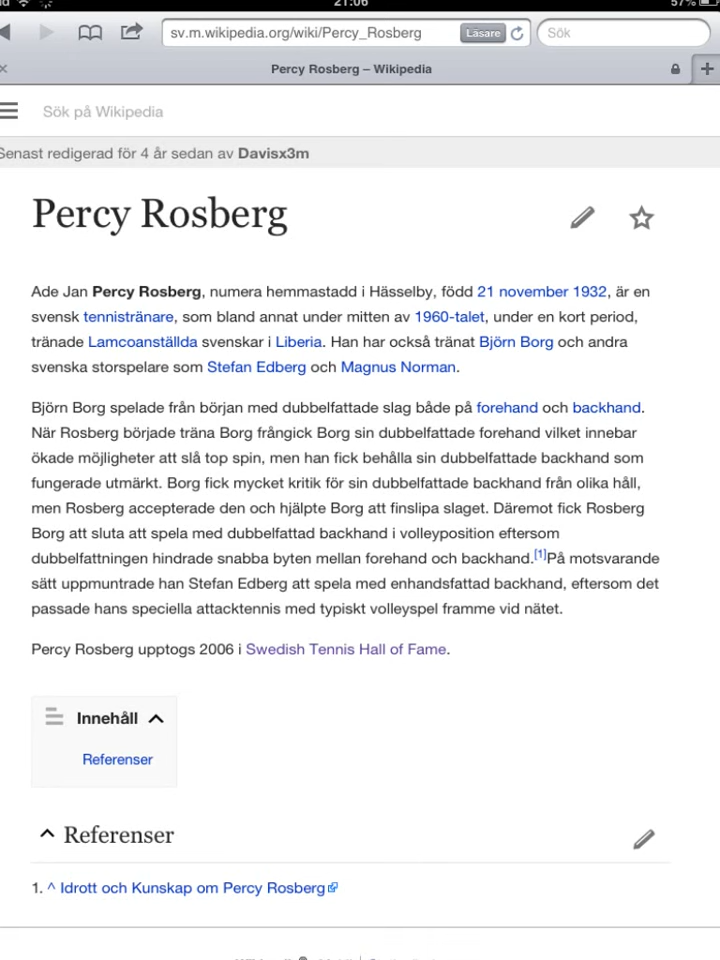 21:06
57%
sv.m.wikipedia.org/wiki/Percy_Rosberg Läsare Sök
Percy Rosberg – Wikipedia
Sök på Wikipedia
Senast redigerad för 4 år sedan av Davisx3m
Percy Rosberg
Ade Jan Percy Rosberg, numera hemmastadd i Hässelby, född 21 november 1932, är en
svensk tennistränare, som bland annat under mitten av 1960-talet, under en kort period,
tränade Lamcoanställda svenskar i Liberia. Han har också tränat Björn Borg och andra
svenska storspelare som Stefan Edberg och Magnus Norman.
Björn Borg spelade från början med dubbelfattade slag både på forehand och backhand.
När Rosberg började träna Borg frångick Borg sin dubbelfattade forehand vilket innebar
ökade möjligheter att slå top spin, men han fick behålla sin dubbelfattade backhand som
fungerade utmärkt. Borg fick mycket kritik för sin dubbelfattade backhand från olika håll,
men Rosberg accepterade den och hjälpte Borg att finslipa slaget. Däremot fick Rosberg
Borg att sluta att spela med dubbelfattad backhand i volleyposition eftersom
dubbelfattningen hindrade snabba byten mellan forehand och backhand.[1]På motsvarande
sätt uppmuntrade han Stefan Edberg att spela med enhandsfattad backhand, eftersom det
passade hans speciella attacktennis med typiskt volleyspel framme vid nätet.
Percy Rosberg upptogs 2006 i Swedish Tennis Hall of Fame.
Innehåll
Referenser
Referenser
1. ^ Idrott och Kunskap om Percy Rosberg